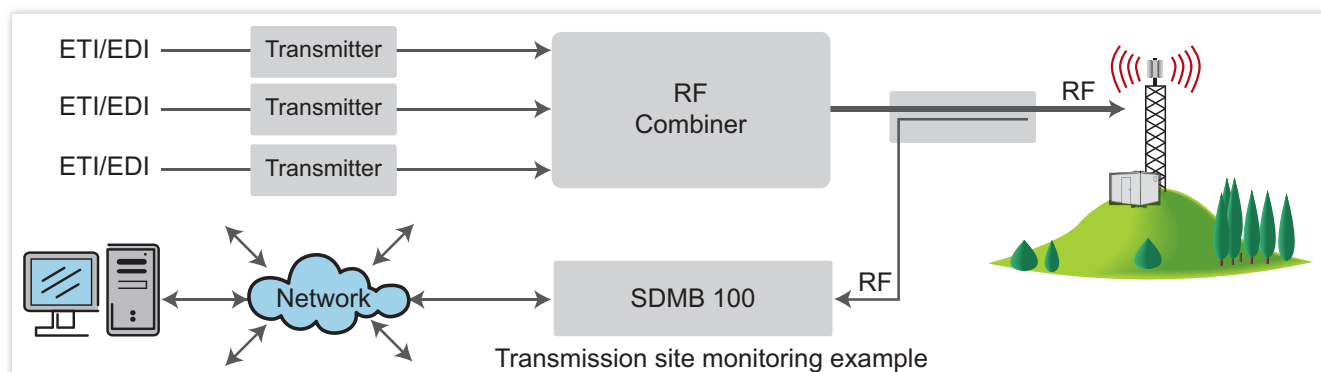 ETI/EDI
Transmitter
ETI/EDI
Transmitter
ETI/EDI
Transmitter
RF
Combiner
RF
Network
SDMB 100
RF
Transmission site monitoring example